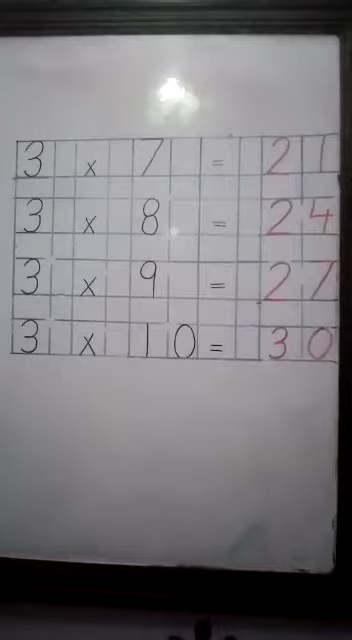 3 x 7 = 21
3 x 8 = 24
3 x 9 = 27
3 x 10 = 30